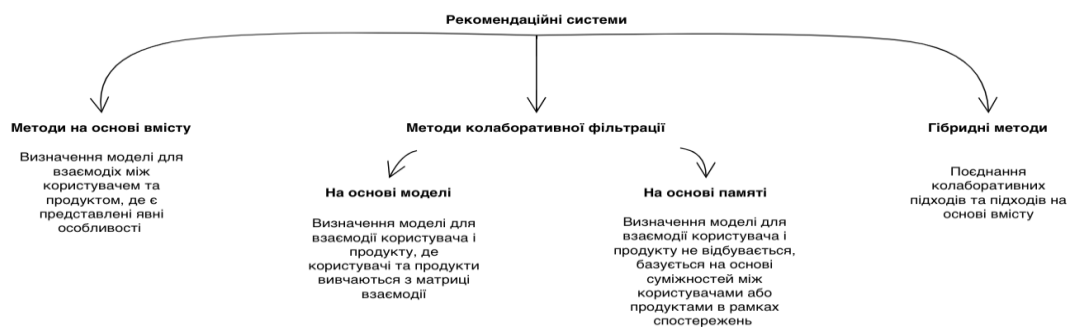 Рекомендаційні системи
Методи на основі вмісту
Визначення моделі для
взаємодіх між
користувачем та
продуктом, де є
представлені явні
особливості
Методи колаборативної фільтрації
На основі моделі
Визначення моделі для
взаємодії користувача і
продукту, де
користувачі та продукти
вивчаються з матриці
взаємодії
На основі памяті
Визначення моделі для
взаємодії користувача і
продукту не відбувається,
базується на основі
суміжностей між
користувачами або
продуктами в рамках
спостережень
Гібридні методи
Поєднання
колаборативних
підходів та підходів на
основі вмісту